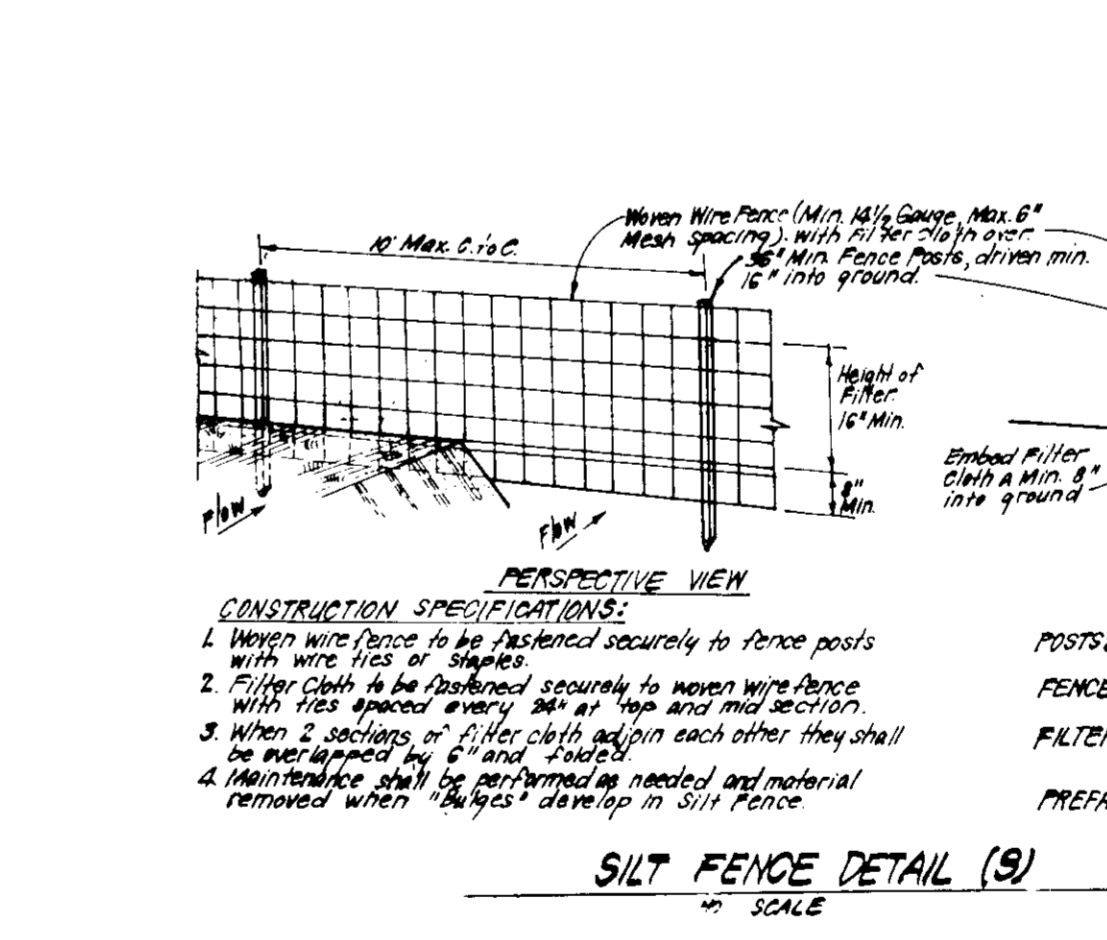 Woven Wire Fence (Min. 14½ Gauge, Max. 6"
Mesh spacing) with Filter Cloth over.
36" Min. Fence Posts, driven min.
16" into ground.
10' Max. C. to C.
Height of
Filter
16" Min.
8"
Min.
Embed Filter
Cloth A Min. 8"
into ground
Flow
Flow
PERSPECTIVE VIEW
CONSTRUCTION SPECIFICATIONS:
1. Woven wire fence to be fastened securely to fence posts
with wire ties or staples.
2. Filter Cloth to be fastened securely to woven wire fence
with ties spaced every 24" at top and mid section.
3. When 2 sections of filter cloth adjoin each other they shall
be overlapped by 6" and folded.
4. Maintenance shall be performed as needed and material
removed when "Bulges" develop in Silt Fence.
POSTS
FENCE
FILTE
PREF
SILT FENCE DETAIL (S)
NO SCALE